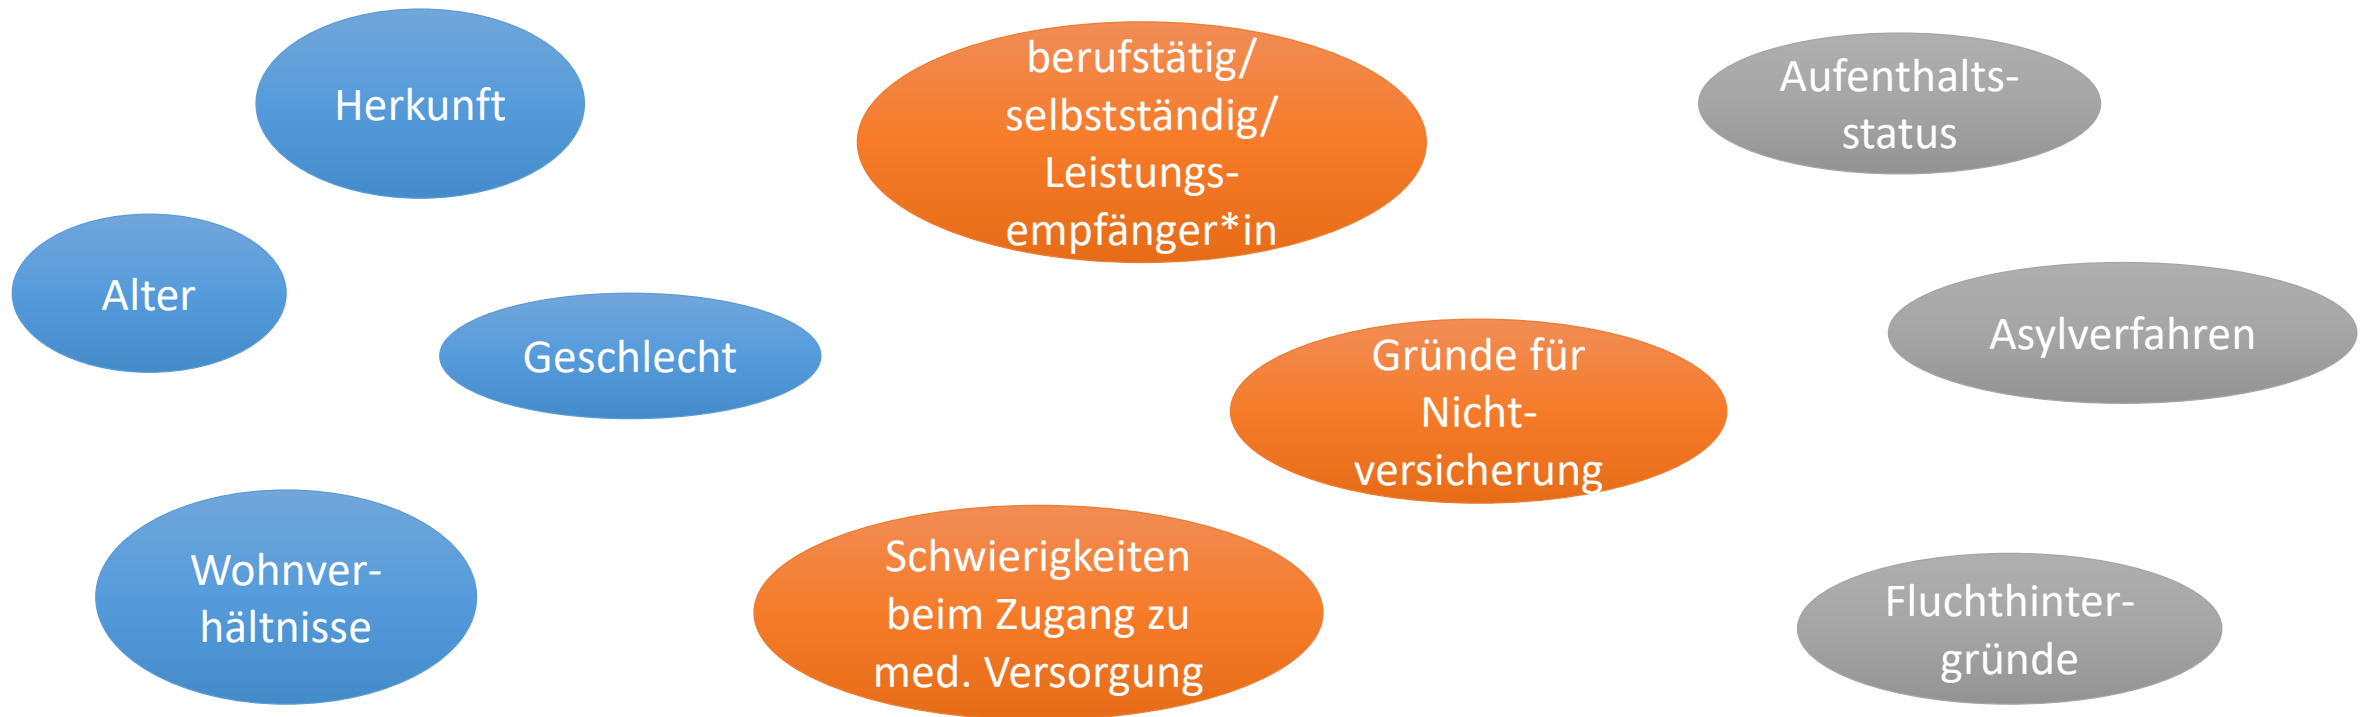 Herkunft
Alter
Geschlecht
Wohnver-
hältnisse
berufstätig/
selbstständig/
Leistungs-
empfänger*in
Gründe für
Nicht-
versicherung
Schwierigkeiten
beim Zugang zu
med. Versorgung
Aufenthalts-
status
Asylverfahren
Fluchthinter-
gründe